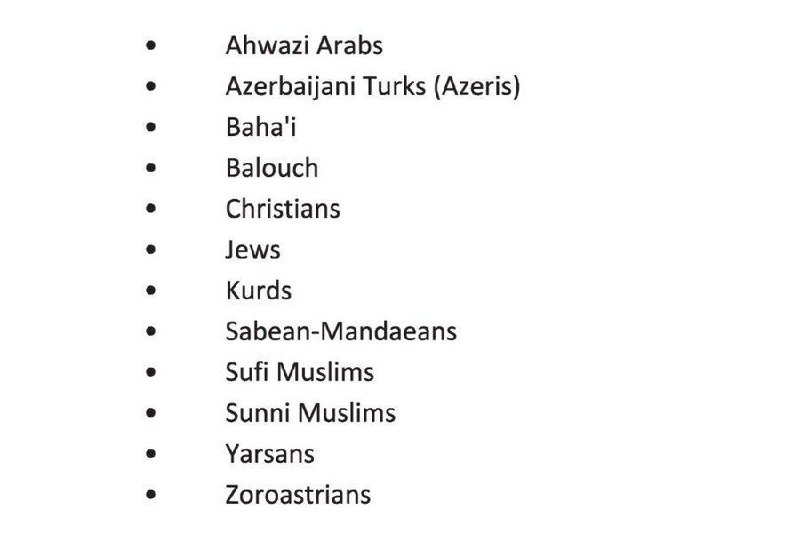 • Ahwazi Arabs
• Azerbaijani Turks (Azeris)
• Baha'i
• Balouch
• Christians
• Jews
• Kurds
• Sabean-Mandaeans
• Sufi Muslims
• Sunni Muslims
• Yarsans
• Zoroastrians